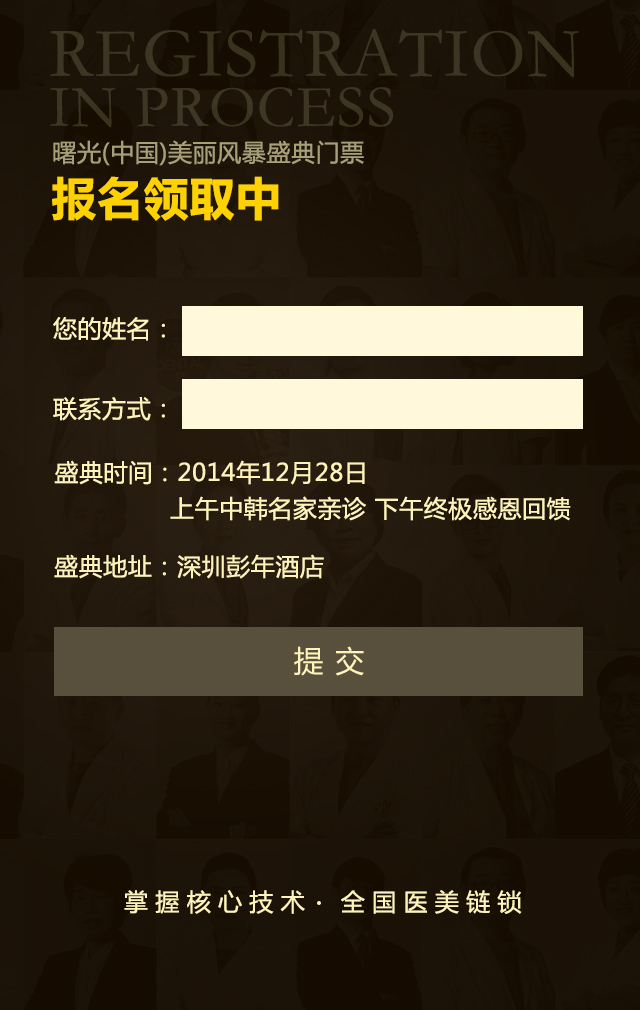 REGISTRATION
IN PROCESS
曙光(中国)美丽风暴盛典门票
报名领取中
您的姓名：
联系方式：
盛典时间：2014年12月28日
上午中韩名家亲诊 下午终极感恩回馈
盛典地址：深圳彭年酒店
提 交
掌握核心技术· 全国医美链锁